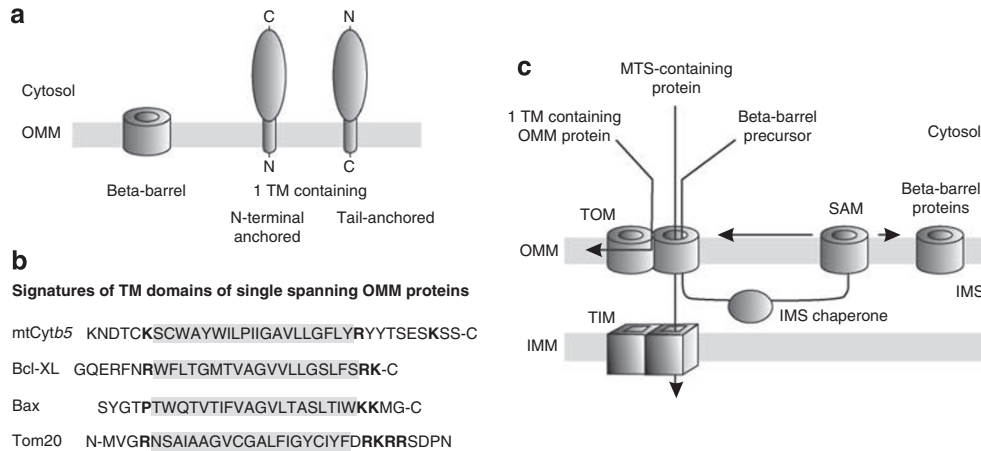 a
C
N
Cytosol
OMM
N
C
Beta-barrel
1 TM containing
N-terminal
anchored
Tail-anchored
b
Signatures of TM domains of single spanning OMM proteins
mtCytb5 KNDTCKSCWAYWILPIIGAVLLGFLYRYYTSESKSS-C
Bcl-XL GQERFNRWFLTGMTVAGVVLLGSLFSRK-C
Bax SYGTPTWQTVTIFVAGVLTASLTIWKKMG-C
Tom20 N-MVGRNSAIAAGVCGALFIGYCIYFDRKRRSDPN
c
MTS-containing
protein
1 TM containing
OMM protein
Beta-barrel
precursor
Cytosol
TOM
SAM
Beta-barrel
proteins
OMM
IMS
IMS chaperone
TIM
IMM